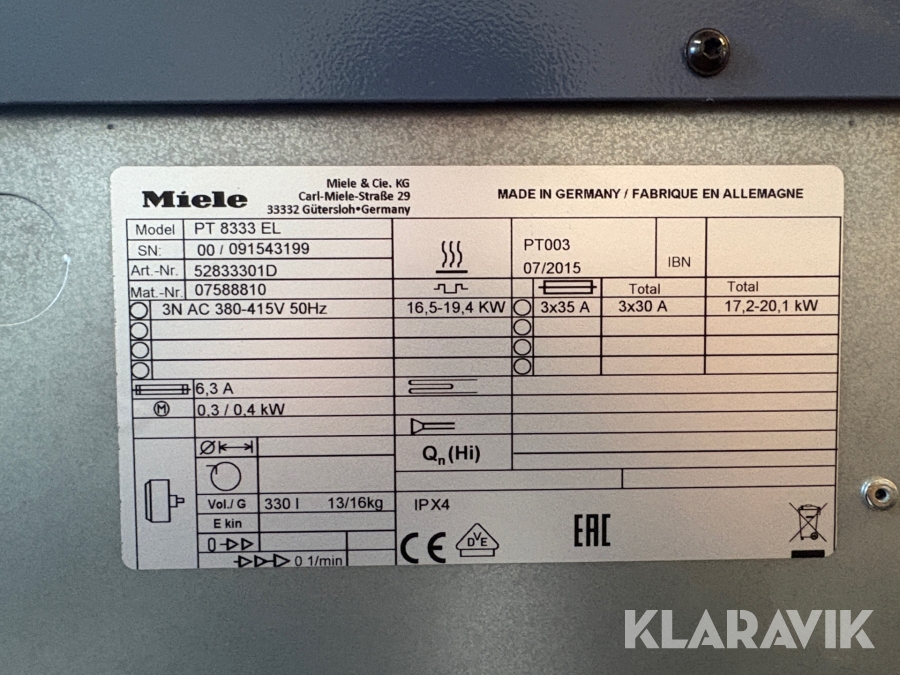 Miele
Miele & Cie. KG
Carl-Miele-Straße 29
33332 Gütersloh•Germany
MADE IN GERMANY / FABRIQUE EN ALLEMAGNE
Model PT 8333 EL
SN: 00 / 091543199
Art.-Nr. 52833301D
Mat.-Nr. 07588810
PT003
07/2015
IBN
Total Total
3N AC 380-415V 50Hz 16,5-19,4 KW 3x35 A 3x30 A 17,2-20,1 kW
6,3 A
M 0,3 / 0,4 kW
Qn (Hi)
Vol./ G 330 l 13/16kg
E kin
0
0 1/min
IPX4
CE
DVE
EAC
KLARAVIK